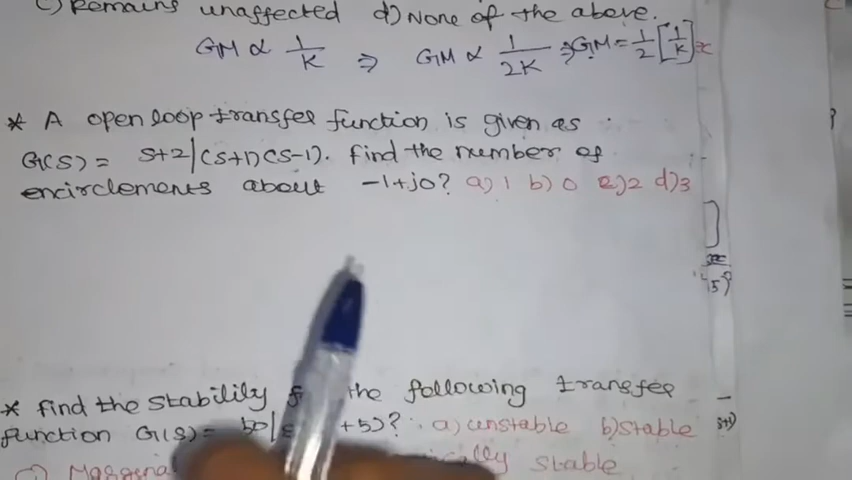 c) Remains unaffected d) None of the above.
GM ∝ 1/K ⇒ GM ∝ 1/2K ⇒ GM = 1/2 [1/K]
* A open loop transfer function is given as
G(s) = s+2|(s+1)(s-1). find the number of
encirclements about -1+j0? a) 1 b) 0 c) 2 d) 3
* find the stability the following transfer
function G(s) = +5)? a) unstable b) stable
stable